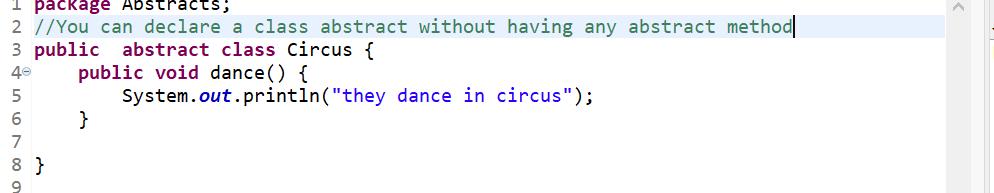 1 package Abstracts;
2 //You can declare a class abstract without having any abstract method
3 public  abstract class Circus {
4     public void dance() {
5         System.out.println("they dance in circus");
6     }
7
8 }
9